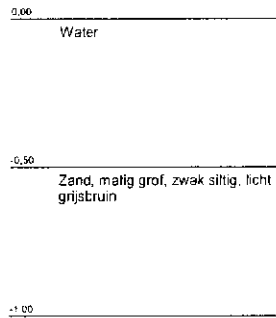 0,00
Water
-0,50
Zand, matig grof, zwak siltig, licht
grijsbruin
-1,00